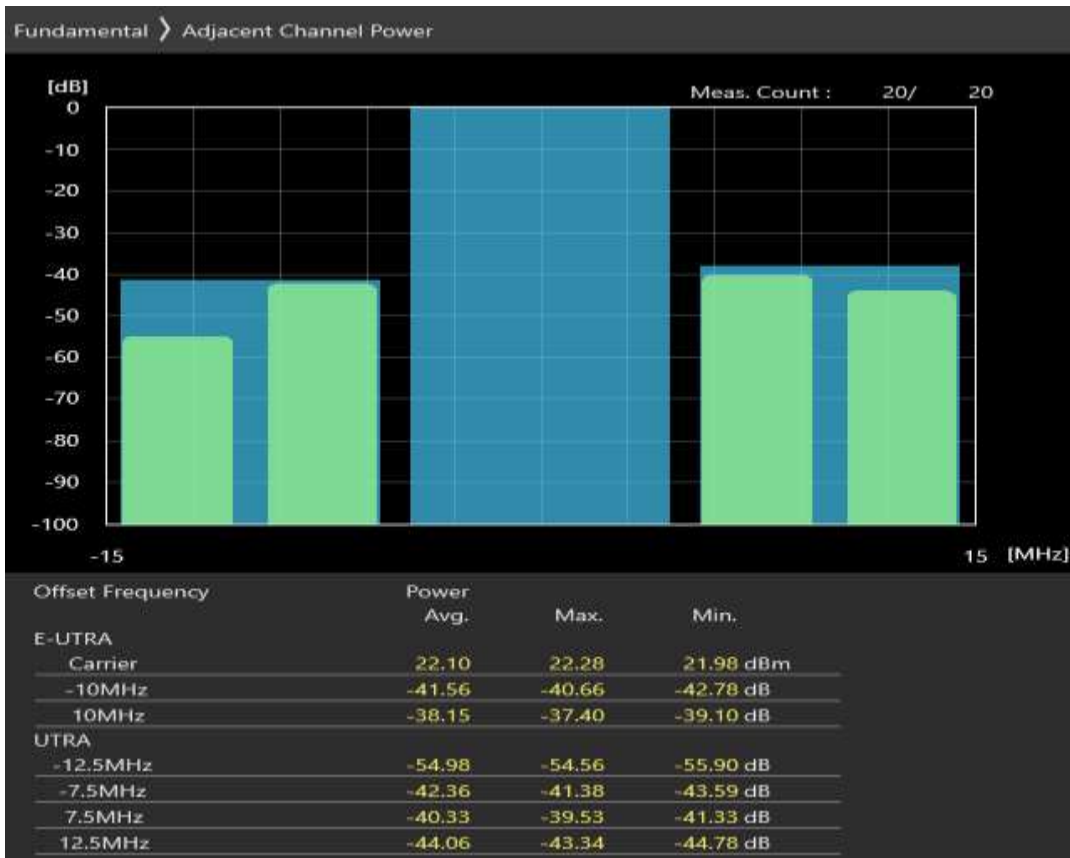 Fundamental 〉 Adjacent Channel Power
[dB]
Meas. Count : 20/ 20
0
-10
-20
-30
-40
-50
-60
-70
-80
-90
-100
-15 15 [MHz]
Offset Frequency Power
Avg. Max. Min.
E-UTRA
Carrier 22.10 22.28 21.98 dBm
-10MHz -41.56 -40.66 -42.78 dB
10MHz -38.15 -37.40 -39.10 dB
UTRA
-12.5MHz -54.98 -54.56 -55.90 dB
-7.5MHz -42.36 -41.38 -43.59 dB
7.5MHz -40.33 -39.53 -41.33 dB
12.5MHz -44.06 -43.34 -44.78 dB